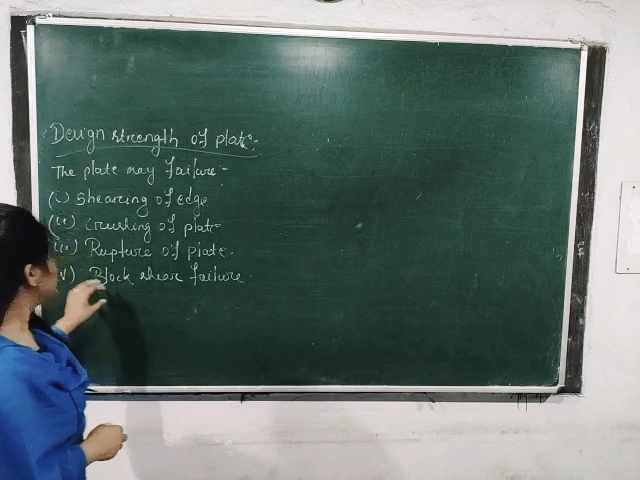 Design strength of plate:-
The plate may failure:-
(i) Shearing of edge
(ii) Crushing of plate
(iii) Rupture of plate.
(iv) Block shear failure.